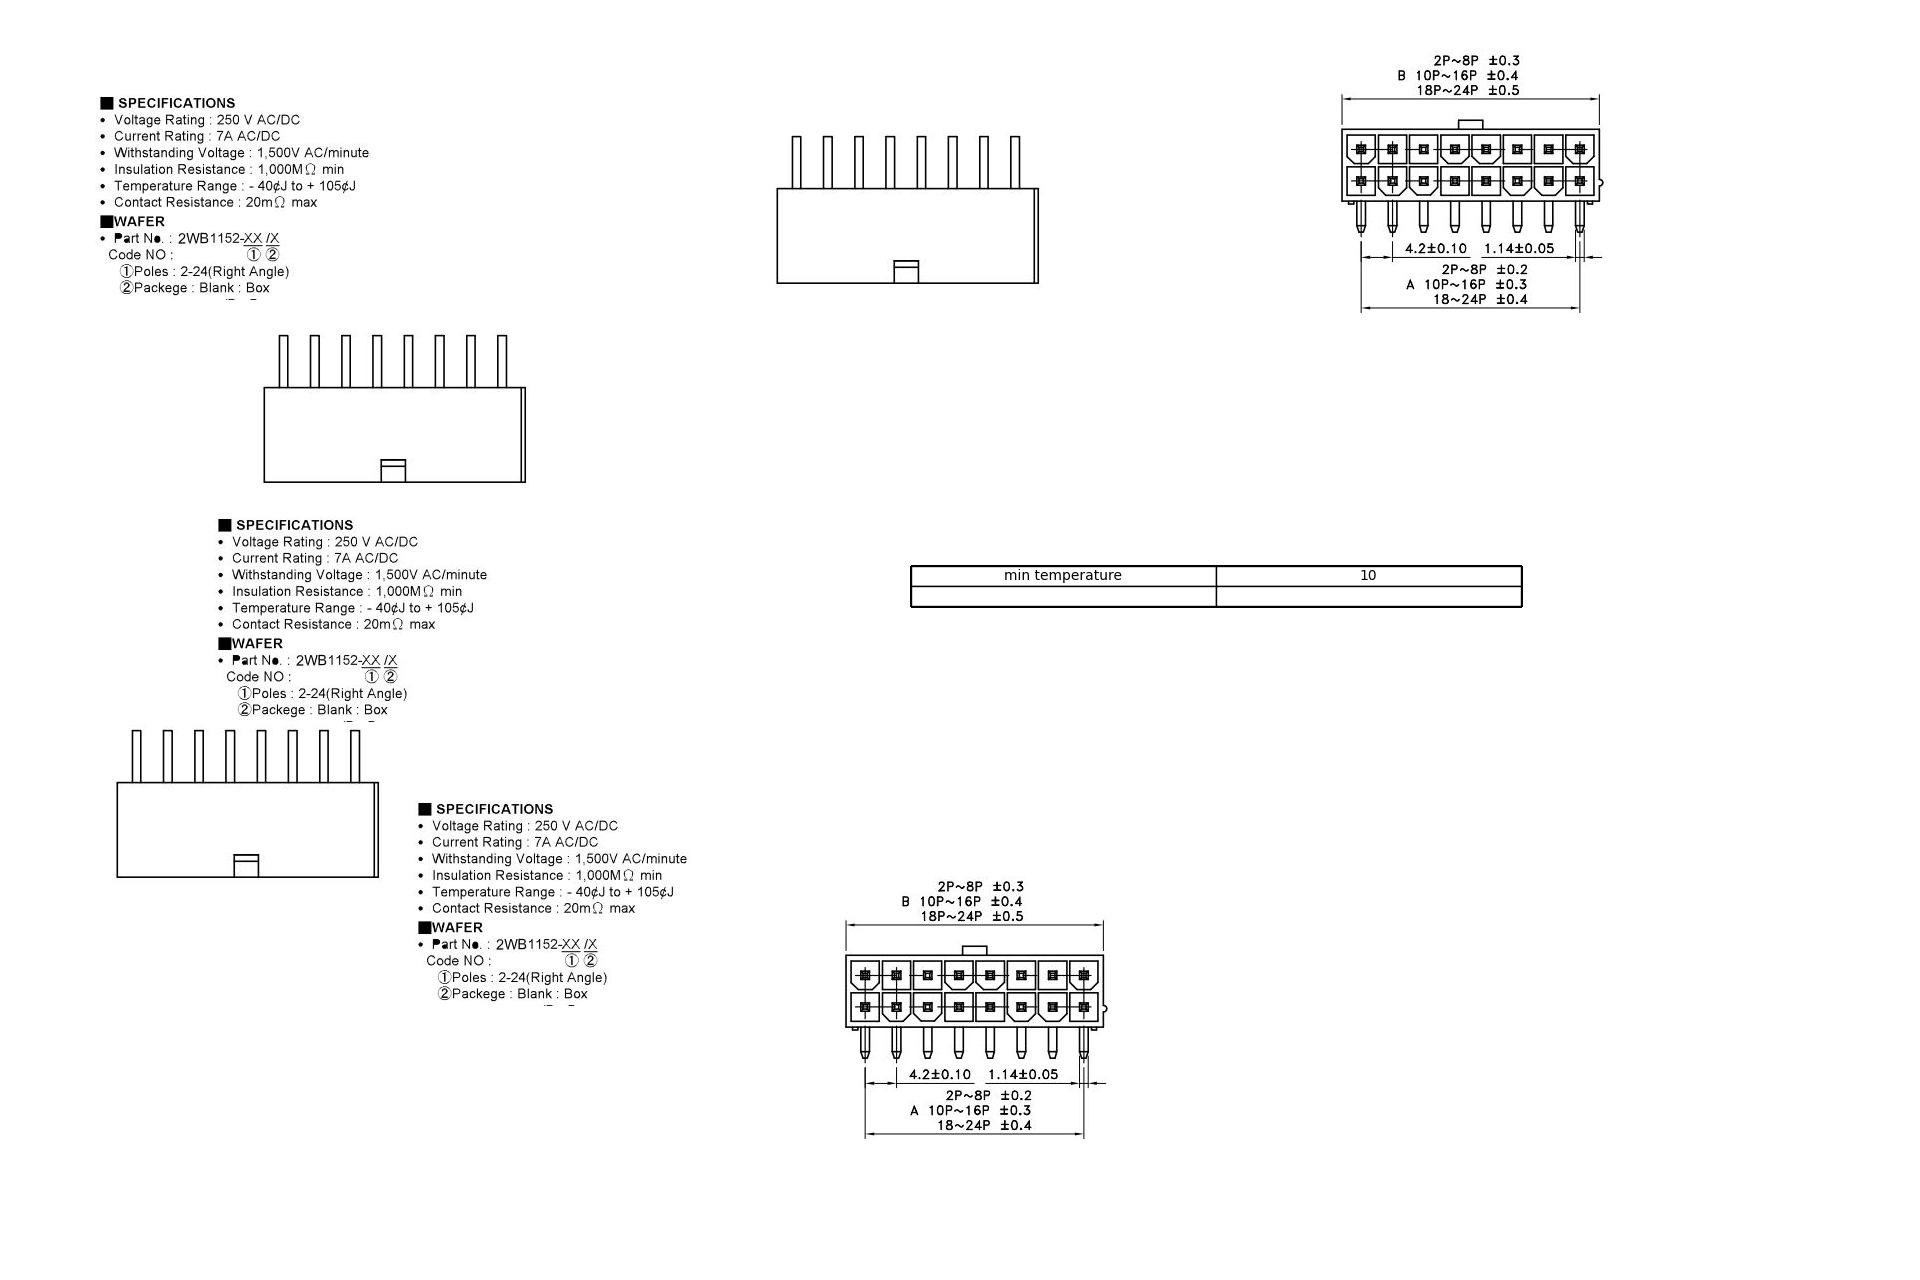 ■ SPECIFICATIONS
• Voltage Rating : 250 V AC/DC
• Current Rating : 7A AC/DC
• Withstanding Voltage : 1,500V AC/minute
• Insulation Resistance : 1,000MΩ min
• Temperature Range : - 40¢J to + 105¢J
• Contact Resistance : 20mΩ max
■WAFER
• Part No. : 2WB1152-XX /X
Code NO : ① ②
①Poles : 2-24(Right Angle)
②Packege : Blank : Box
2P~8P ±0.3
B 10P~16P ±0.4
18P~24P ±0.5
4.2±0.10 1.14±0.05
2P~8P ±0.2
A 10P~16P ±0.3
18~24P ±0.4
■ SPECIFICATIONS
• Voltage Rating : 250 V AC/DC
• Current Rating : 7A AC/DC
• Withstanding Voltage : 1,500V AC/minute
• Insulation Resistance : 1,000MΩ min
• Temperature Range : - 40¢J to + 105¢J
• Contact Resistance : 20mΩ max
■WAFER
• Part No. : 2WB1152-XX /X
Code NO : ① ②
①Poles : 2-24(Right Angle)
②Packege : Blank : Box
min temperature 10
■ SPECIFICATIONS
• Voltage Rating : 250 V AC/DC
• Current Rating : 7A AC/DC
• Withstanding Voltage : 1,500V AC/minute
• Insulation Resistance : 1,000MΩ min
• Temperature Range : - 40¢J to + 105¢J
• Contact Resistance : 20mΩ max
■WAFER
• Part No. : 2WB1152-XX /X
Code NO : ① ②
①Poles : 2-24(Right Angle)
②Packege : Blank : Box
2P~8P ±0.3
B 10P~16P ±0.4
18P~24P ±0.5
4.2±0.10 1.14±0.05
2P~8P ±0.2
A 10P~16P ±0.3
18~24P ±0.4